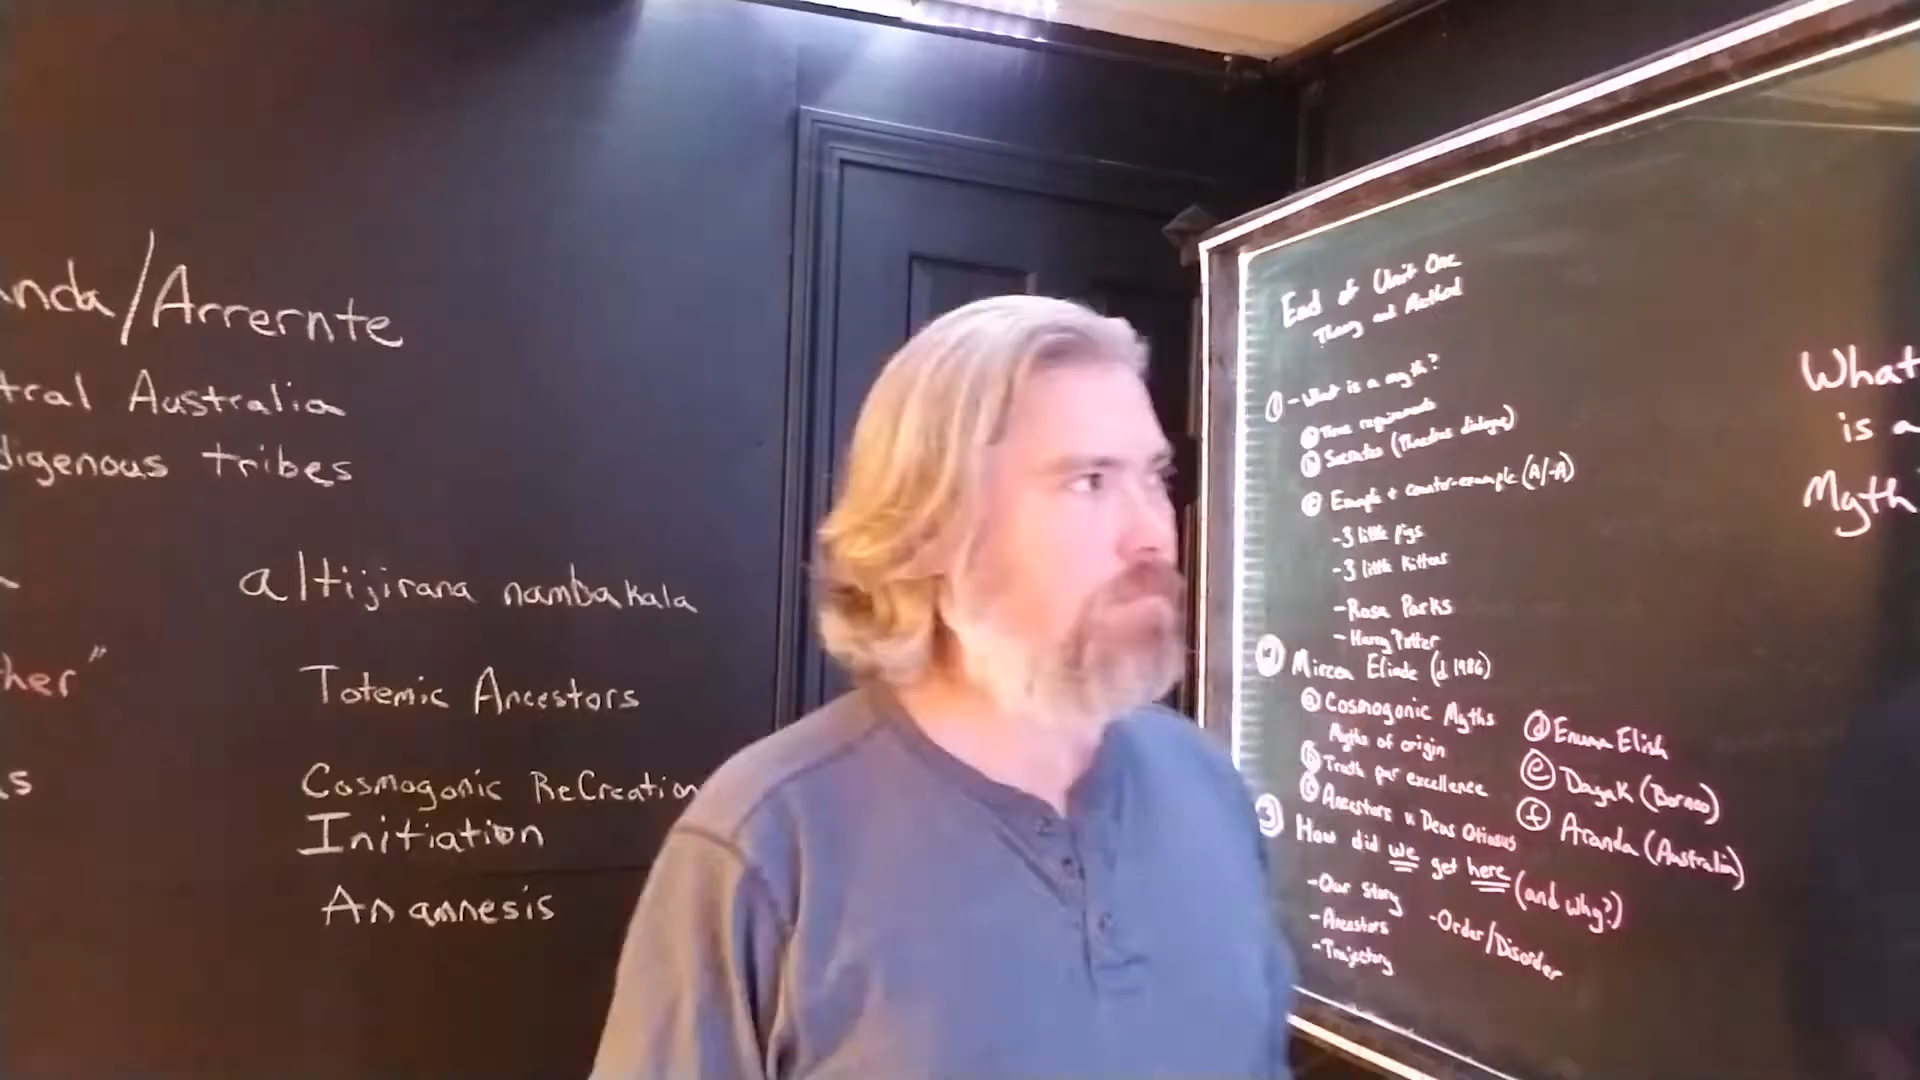 nda/Arrernte
tral Australia
digenous tribes
altijirana nambakala
her"
Totemic Ancestors
s
Cosmogonic ReCreation
Initiation
Anamnesis
End of Unit One
Theory and Method
① - What is a myth?
ⓐ Three requirements
ⓑ Socrates (Phaedrus dialogue)
ⓒ Example + counter-example (A/-A)
- 3 little Pigs
- 3 little Kittens
- Rosa Parks
- Harry Potter
② Mircea Eliade (d. 1986)
ⓐ Cosmogonic Myths
Myths of origin
ⓑ Truth par excellence
ⓒ Ancestors v Deus Otiosus
ⓓ Enuma Elish
ⓔ Dayak (Borneo)
ⓕ Aranda (Australia)
③ How did we get here (and why?)
- Our story
- Ancestors
- Trajectory
- Order/Disorder
What
is a
Myth